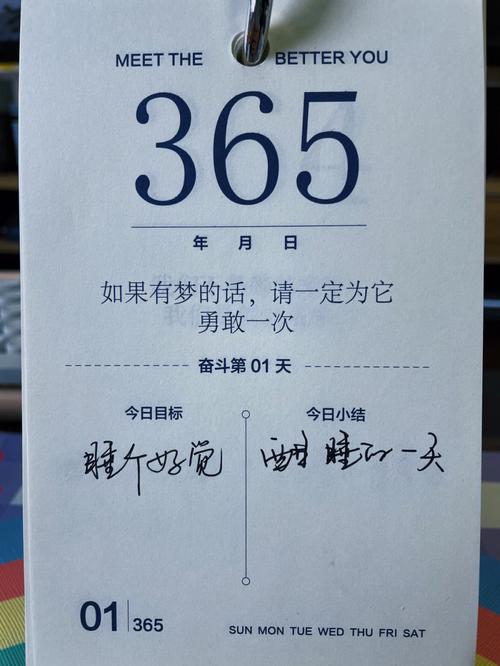 MEET THE BETTER YOU
365
年 月 日
如果有梦的话，请一定为它
勇敢一次
奋斗第 01 天
今日目标
睡个好觉
今日小结
睡的一天
01 365
SUN MON TUE WED THU FRI SAT